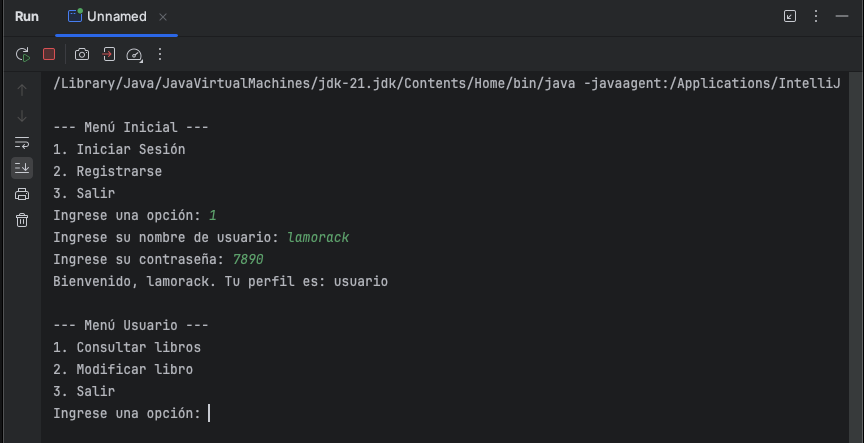 Run
Unnamed
/Library/Java/JavaVirtualMachines/jdk-21.jdk/Contents/Home/bin/java -javaagent:/Applications/IntelliJ
--- Menú Inicial ---
1. Iniciar Sesión
2. Registrarse
3. Salir
Ingrese una opción: 1
Ingrese su nombre de usuario: lamorack
Ingrese su contraseña: 7890
Bienvenido, lamorack. Tu perfil es: usuario
--- Menú Usuario ---
1. Consultar libros
2. Modificar libro
3. Salir
Ingrese una opción: